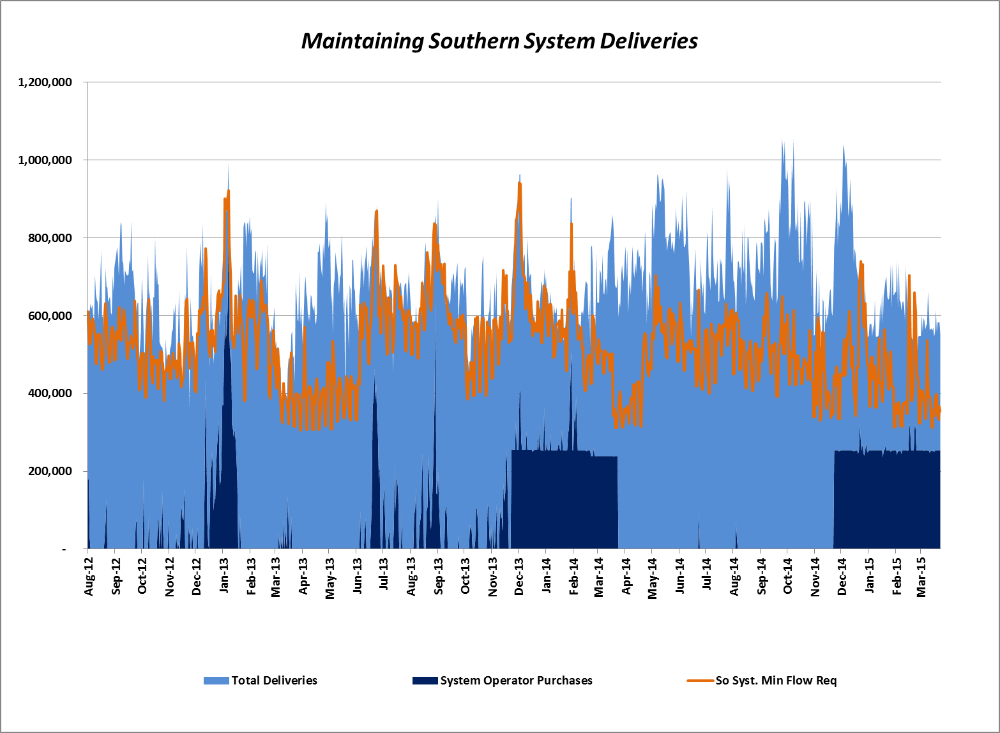 Maintaining Southern System Deliveries
1,200,000
1,000,000
800,000
600,000
400,000
200,000
-
Aug-12
Sep-12
Oct-12
Nov-12
Dec-12
Jan-13
Feb-13
Mar-13
Apr-13
May-13
Jun-13
Jul-13
Aug-13
Sep-13
Oct-13
Nov-13
Dec-13
Jan-14
Feb-14
Mar-14
Apr-14
May-14
Jun-14
Jul-14
Aug-14
Sep-14
Oct-14
Nov-14
Dec-14
Jan-15
Feb-15
Mar-15
Total Deliveries
System Operator Purchases
So Syst. Min Flow Req